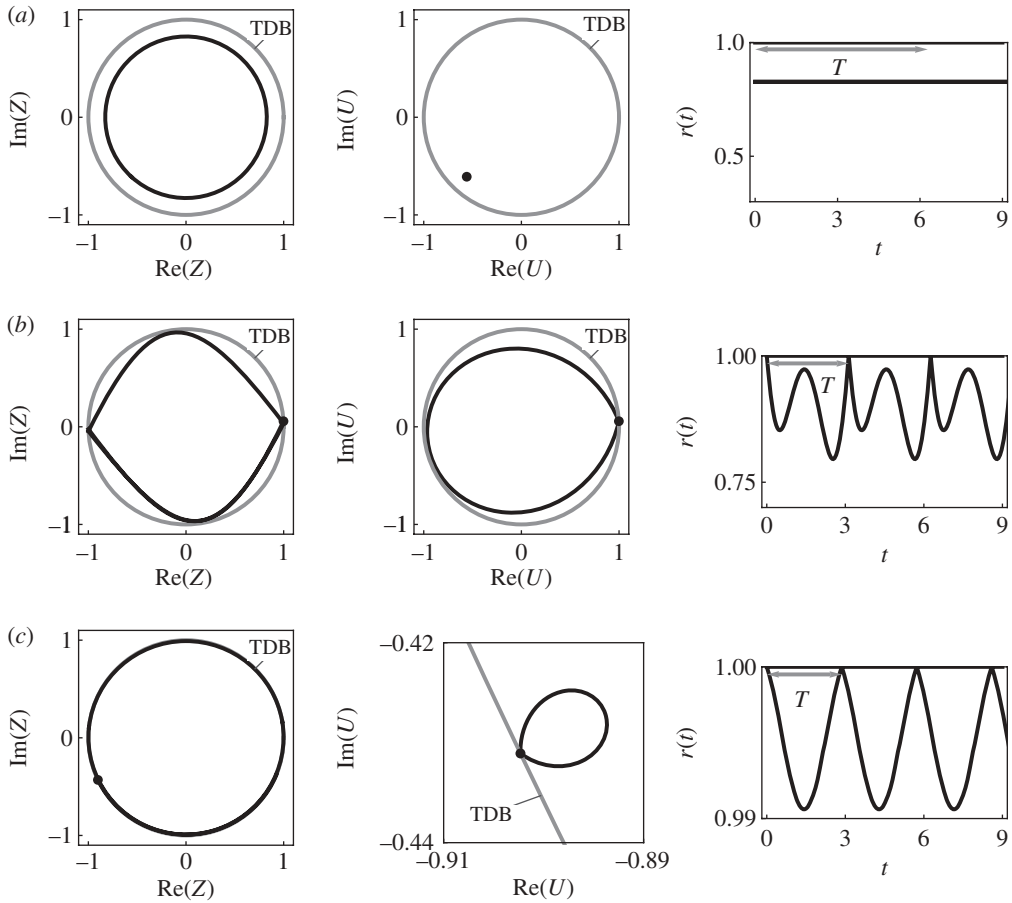 (a)
1
0
–1
Im(Z)
TDB
–1 0 1
Re(Z)
1
0
–1
Im(U)
TDB
–1 0 1
Re(U)
1.0
0.5
r(t)
T
0 3 6 9
t
(b)
1
0
–1
Im(Z)
TDB
–1 0 1
Re(Z)
1
0
–1
Im(U)
TDB
–1 0 1
Re(U)
1.00
0.75
r(t)
T
0 3 6 9
t
(c)
1
0
–1
Im(Z)
TDB
–1 0 1
Re(Z)
–0.42
–0.44
Im(U)
TDB
–0.91 –0.89
Re(U)
1.00
0.99
r(t)
T
0 3 6 9
t